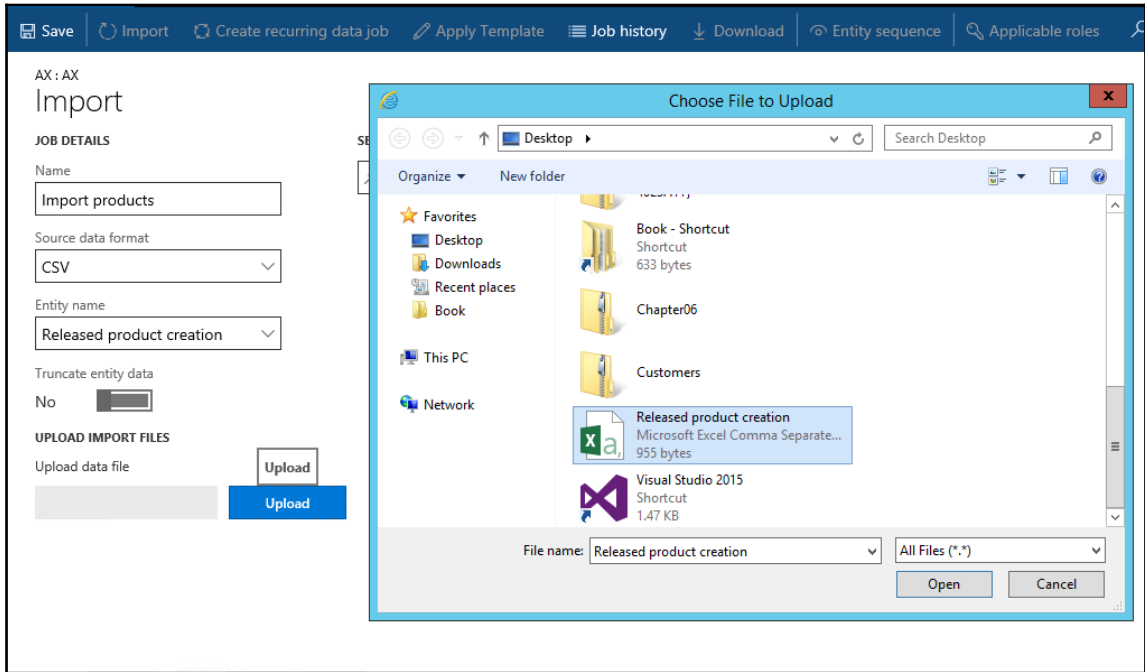 Save
Import
Create recurring data job
Apply Template
Job history
Download
Entity sequence
Applicable roles
AX : AX
Import
JOB DETAILS
Name
Import products
Source data format
CSV
Entity name
Released product creation
Truncate entity data
No
UPLOAD IMPORT FILES
Upload data file
Upload
Upload
Choose File to Upload
x
Desktop
Search Desktop
Organize
New folder
Favorites
Desktop
Downloads
Recent places
Book
This PC
Network
Book - Shortcut
Shortcut
633 bytes
Chapter06
Customers
Released product creation
Microsoft Excel Comma Separate...
955 bytes
Visual Studio 2015
Shortcut
1.47 KB
File name:
Released product creation
All Files (*.*)
Open
Cancel